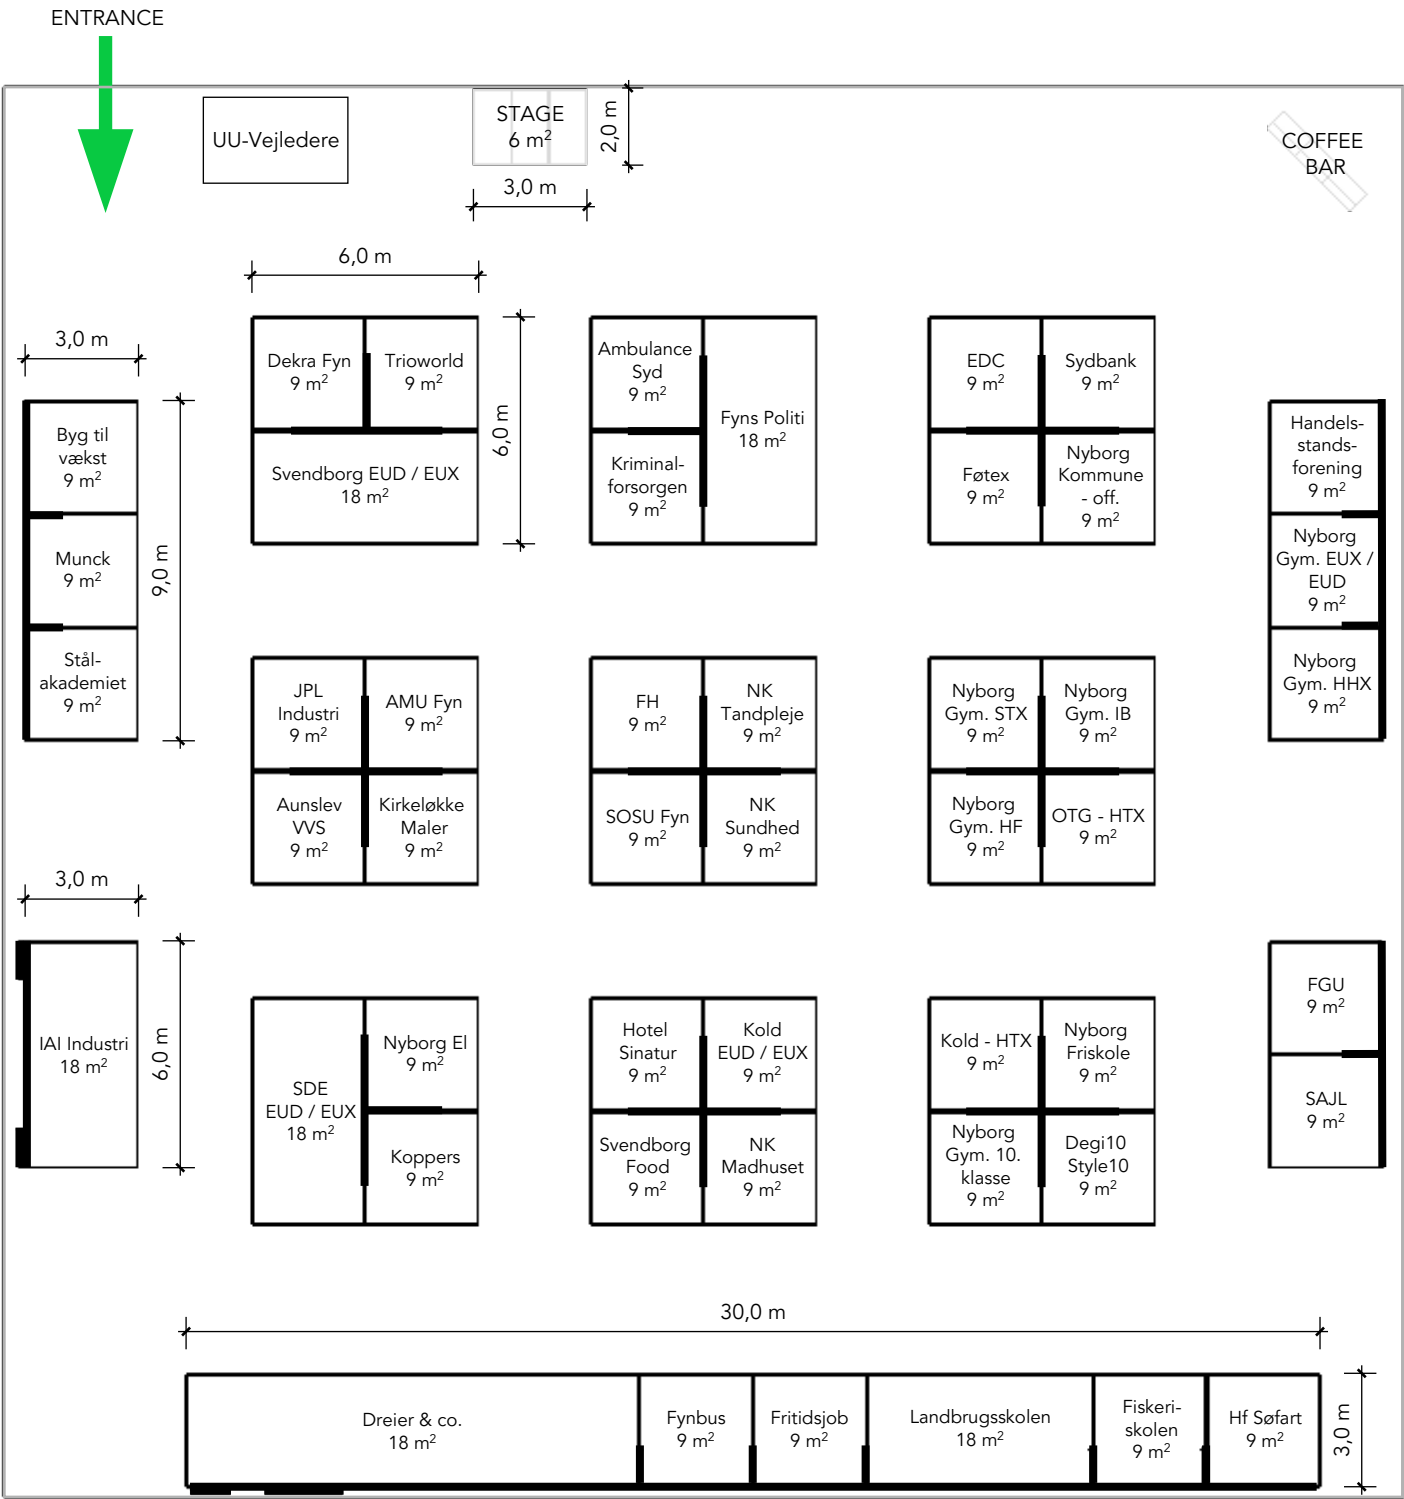 ENTRANCE
UU-Vejledere
STAGE
6 m²
2,0 m
3,0 m
COFFEE
BAR
6,0 m
6,0 m
3,0 m
9,0 m
Dekra Fyn
9 m²
Trioworld
9 m²
Svendborg EUD / EUX
18 m²
Ambulance
Syd
9 m²
Kriminal-
forsorgen
9 m²
Fyns Politi
18 m²
EDC
9 m²
Sydbank
9 m²
Føtex
9 m²
Nyborg
Kommune
- off.
9 m²
Byg til
vækst
9 m²
Munck
9 m²
Stål-
akademiet
9 m²
Handels-
stands-
forening
9 m²
Nyborg
Gym. EUX /
EUD
9 m²
Nyborg
Gym. HHX
9 m²
JPL
Industri
9 m²
AMU Fyn
9 m²
Aunslev
VVS
9 m²
Kirkeløkke
Maler
9 m²
FH
9 m²
NK
Tandpleje
9 m²
SOSU Fyn
9 m²
NK
Sundhed
9 m²
Nyborg
Gym. STX
9 m²
Nyborg
Gym. IB
9 m²
Nyborg
Gym. HF
9 m²
OTG - HTX
9 m²
3,0 m
6,0 m
IAI Industri
18 m²
SDE
EUD / EUX
18 m²
Nyborg El
9 m²
Koppers
9 m²
Hotel
Sinatur
9 m²
Kold
EUD / EUX
9 m²
Svendborg
Food
9 m²
NK
Madhuset
9 m²
Kold - HTX
9 m²
Nyborg
Friskole
9 m²
Nyborg
Gym. 10.
klasse
9 m²
Degi10
Style10
9 m²
FGU
9 m²
SAJL
9 m²
30,0 m
Dreier & co.
18 m²
Fynbus
9 m²
Fritidsjob
9 m²
Landbrugsskolen
18 m²
Fiskeri-
skolen
9 m²
Hf Søfart
9 m²
3,0 m